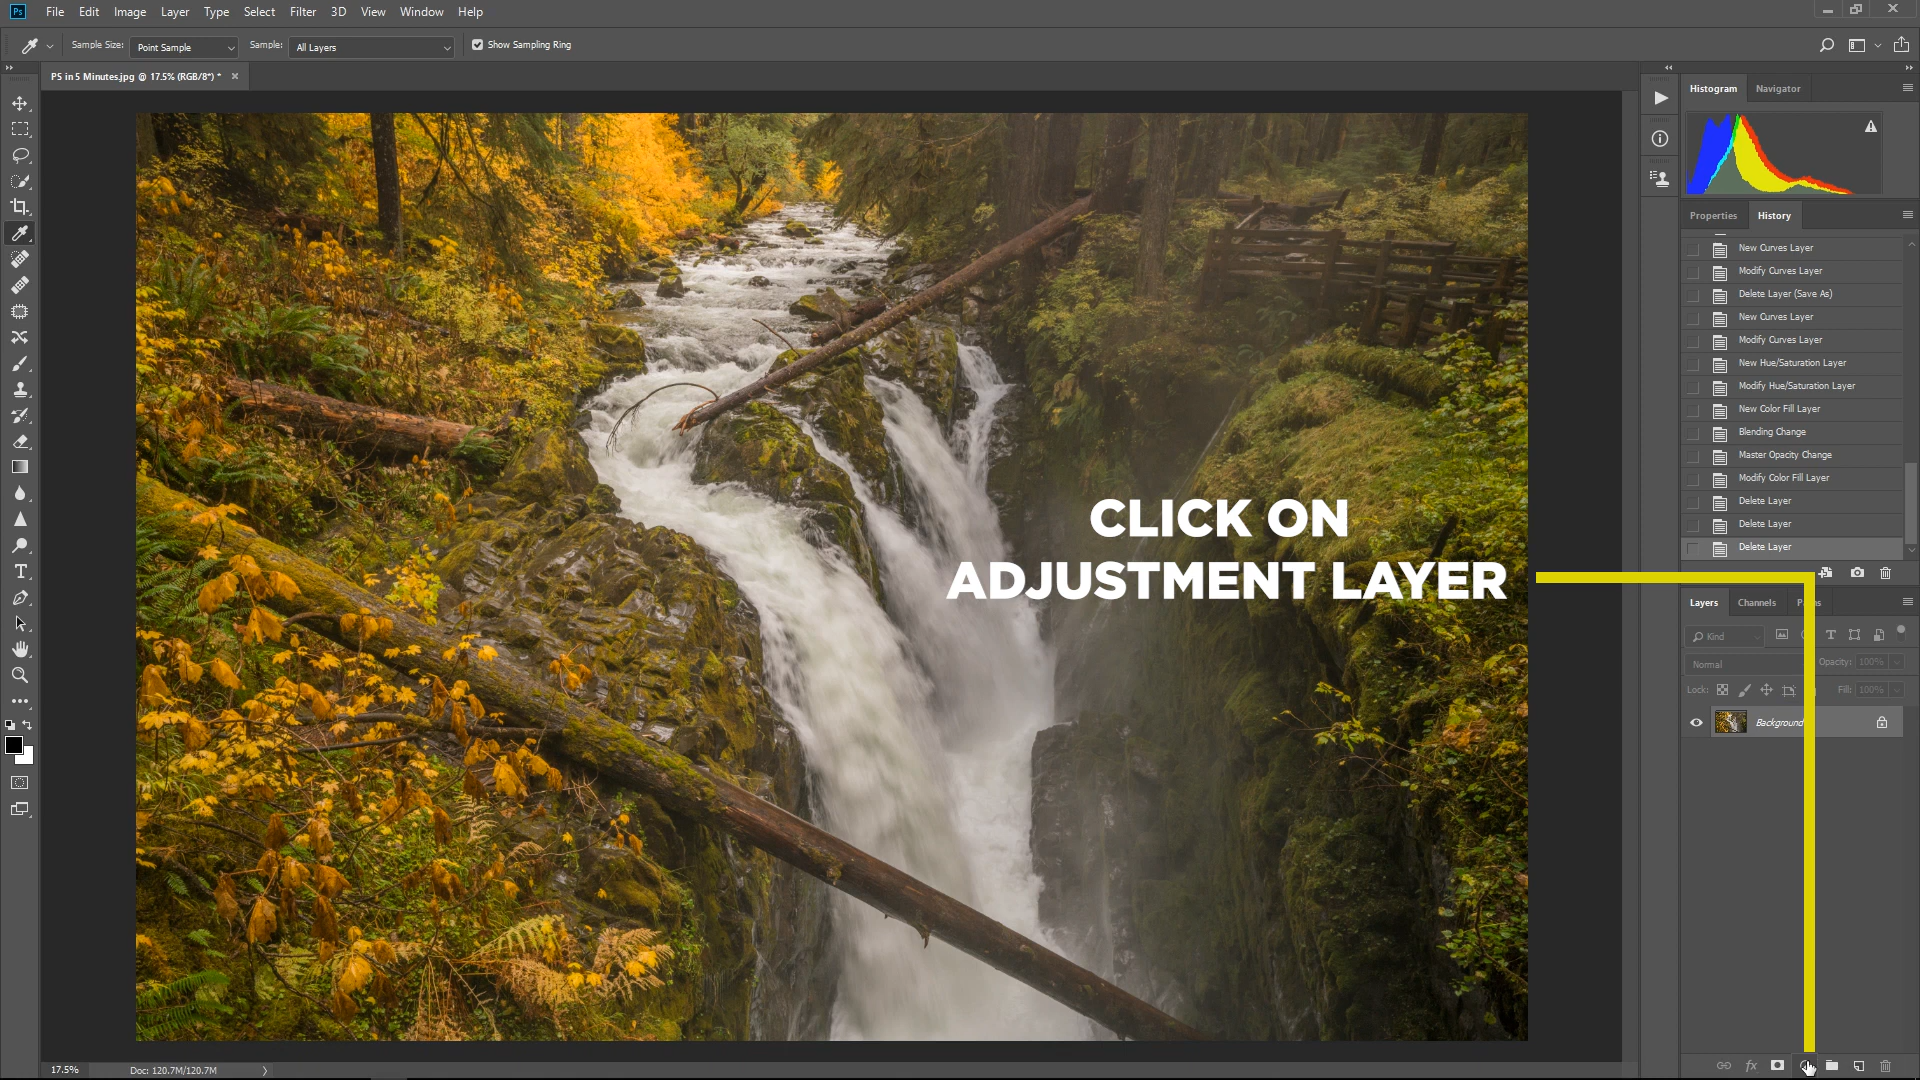 Ps File Edit Image Layer Type Select Filter 3D View Window Help
Sample Size: Point Sample Sample: All Layers Show Sampling Ring
PS in 5 Minutes.jpg @ 17.5% (RGB/8*) *
Histogram Navigator
Properties History
New Curves Layer
Modify Curves Layer
Delete Layer (Save As)
New Curves Layer
Modify Curves Layer
New Hue/Saturation Layer
Modify Hue/Saturation Layer
New Color Fill Layer
Blending Change
Master Opacity Change
Modify Color Fill Layer
Delete Layer
Delete Layer
Delete Layer
CLICK ON
ADJUSTMENT LAYER
Layers Channels
Kind
Normal Opacity: 100%
Lock: Fill: 100%
Background
fx
17.5% Doc: 120.7M/120.7M